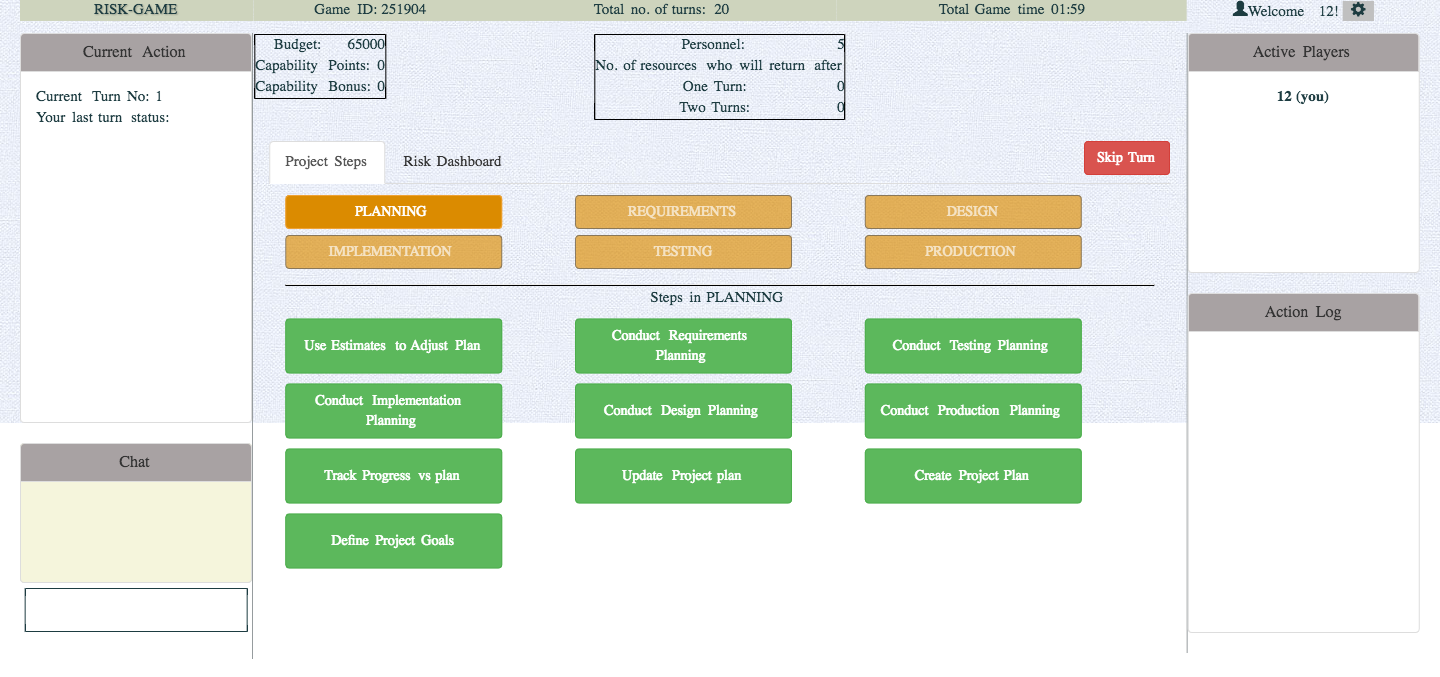 RISK-GAME
Game ID: 251904
Total no. of turns: 20
Total Game time 01:59
Welcome 12!
Current Action
Current Turn No: 1
Your last turn status:
Chat
Budget: 65000
Capability Points: 0
Capability Bonus: 0
Personnel: 5
No. of resources who will return after
One Turn: 0
Two Turns: 0
Project Steps
Risk Dashboard
Skip Turn
PLANNING
REQUIREMENTS
DESIGN
IMPLEMENTATION
TESTING
PRODUCTION
Steps in PLANNING
Use Estimates to Adjust Plan
Conduct Requirements
Planning
Conduct Testing Planning
Conduct Implementation
Planning
Conduct Design Planning
Conduct Production Planning
Track Progress vs plan
Update Project plan
Create Project Plan
Define Project Goals
Active Players
12 (you)
Action Log